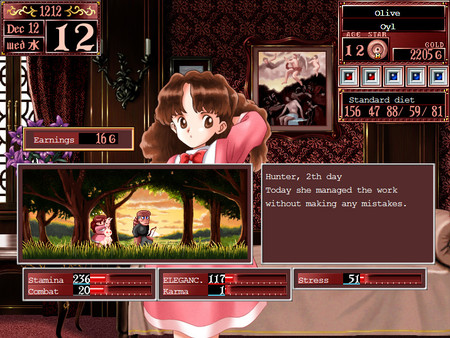 1212
Dec 12
wed 水
12
Olive
Oyl
AGE STAR
12
GOLD
2205 G
Standard diet
156 47 88/ 59/ 81
Earnings 16 G
Hunter, 2th day
Today she managed the work
without making any mistakes.
Stamina 236
Combat 20
ELEGANC. 117
Karma 1
Stress 51